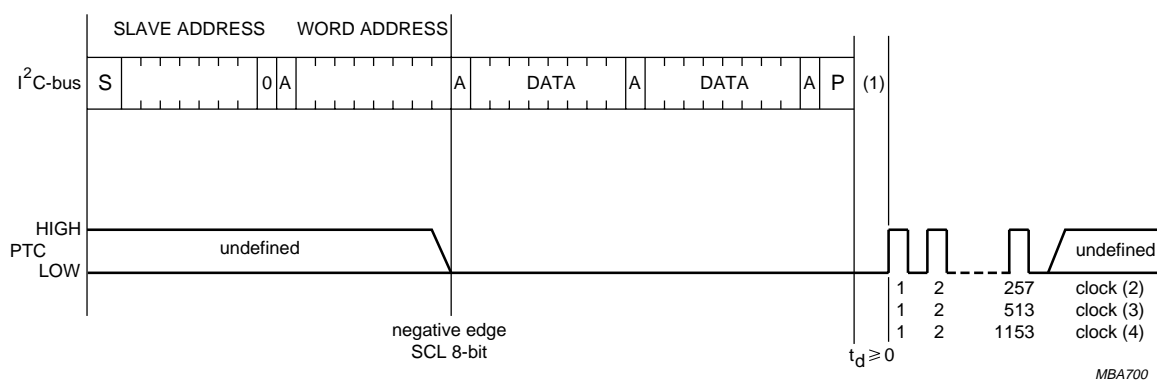 SLAVE ADDRESS WORD ADDRESS
I2C-bus S 0 A A DATA A DATA A P (1)
HIGH
PTC undefined undefined
LOW
1 2 257 clock (2)
1 2 513 clock (3)
1 2 1153 clock (4)
negative edge
SCL 8-bit
td ⩾ 0
MBA700